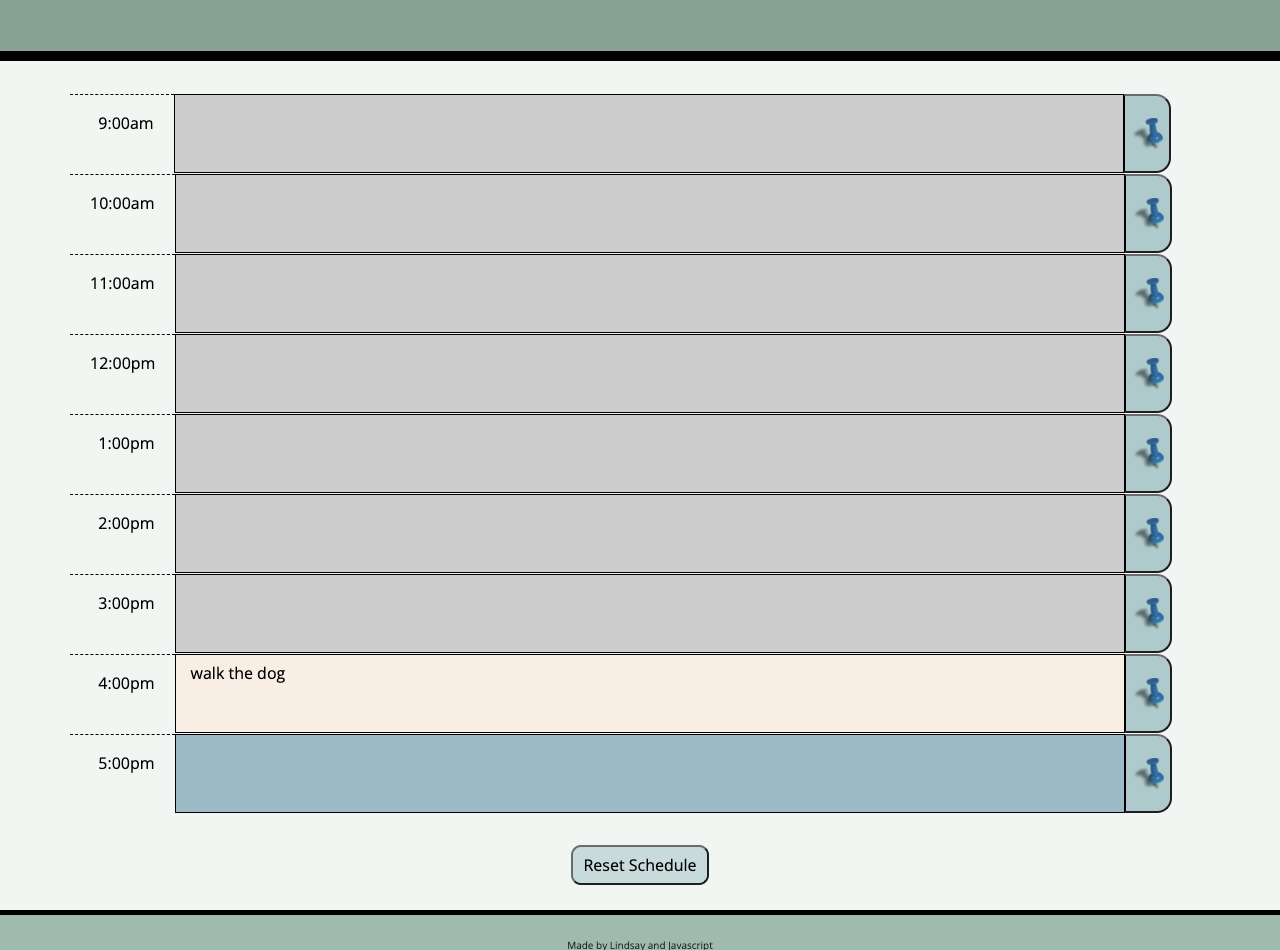 9:00am
10:00am
11:00am
12:00pm
1:00pm
2:00pm
3:00pm
4:00pm walk the dog
5:00pm
Reset Schedule
Made by Lindsay and Javascript